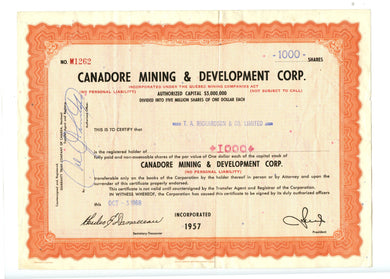 -1000- SHARES
NO. M1262
CANADORE MINING & DEVELOPMENT CORP.
INCORPORATED UNDER THE QUEBEC MINING COMPANIES ACT
(NO PERSONAL LIABILITY) (NOT SUBJECT TO CALL)
AUTHORIZED CAPITAL $5,000,000
DIVIDED INTO FIVE MILLION SHARES OF ONE DOLLAR EACH
THIS IS TO CERTIFY that T. A. RICHARDSON & CO. LIMITED
is the registered holder of 1000
fully paid and non-assessable shares of the par value of One Dollar each of the capital stock of
CANADORE MINING & DEVELOPMENT CORP.
(NO PERSONAL LIABILITY)
transferable only on the books of the Corporation by the holder thereof in person or by Attorney and upon the
surrender of this certificate properly endorsed.
This certificate is not valid until countersigned by the Transfer Agent and Registrar of the Corporation.
IN WITNESS WHEREOF, the Corporation has caused this certificate to be signed by its duly authorized officers
this OCT -3 1968
INCORPORATED
1957
Secretary-Treasurer
President